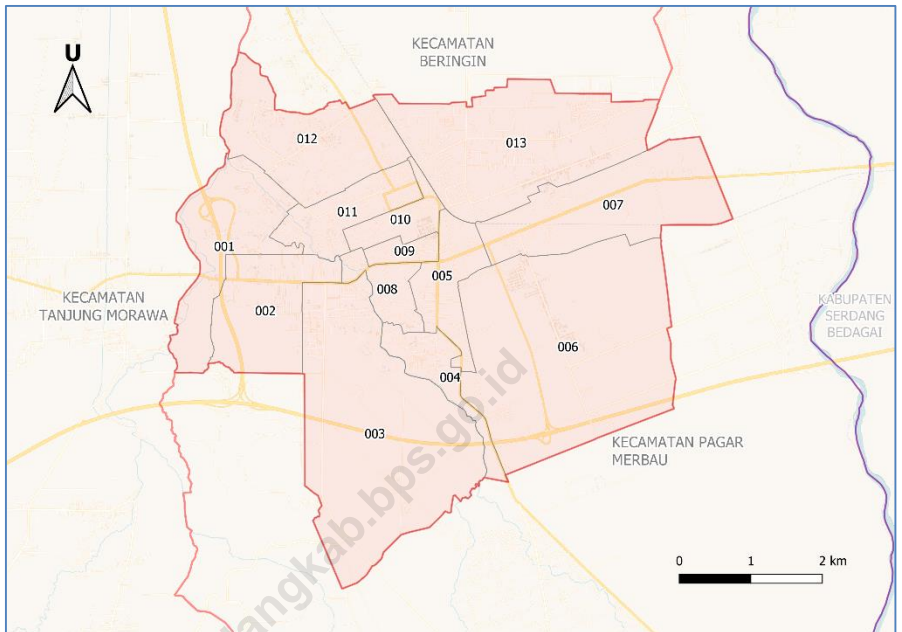 KECAMATAN
BERINGIN
U
012
013
007
011
010
001
009
005
008
KECAMATAN
TANJUNG MORAWA
002
KABUPATEN
SERDANG
BEDAGAI
006
004
003
KECAMATAN PAGAR
MERBAU
0 1 2 km
angkab.bps.go.id